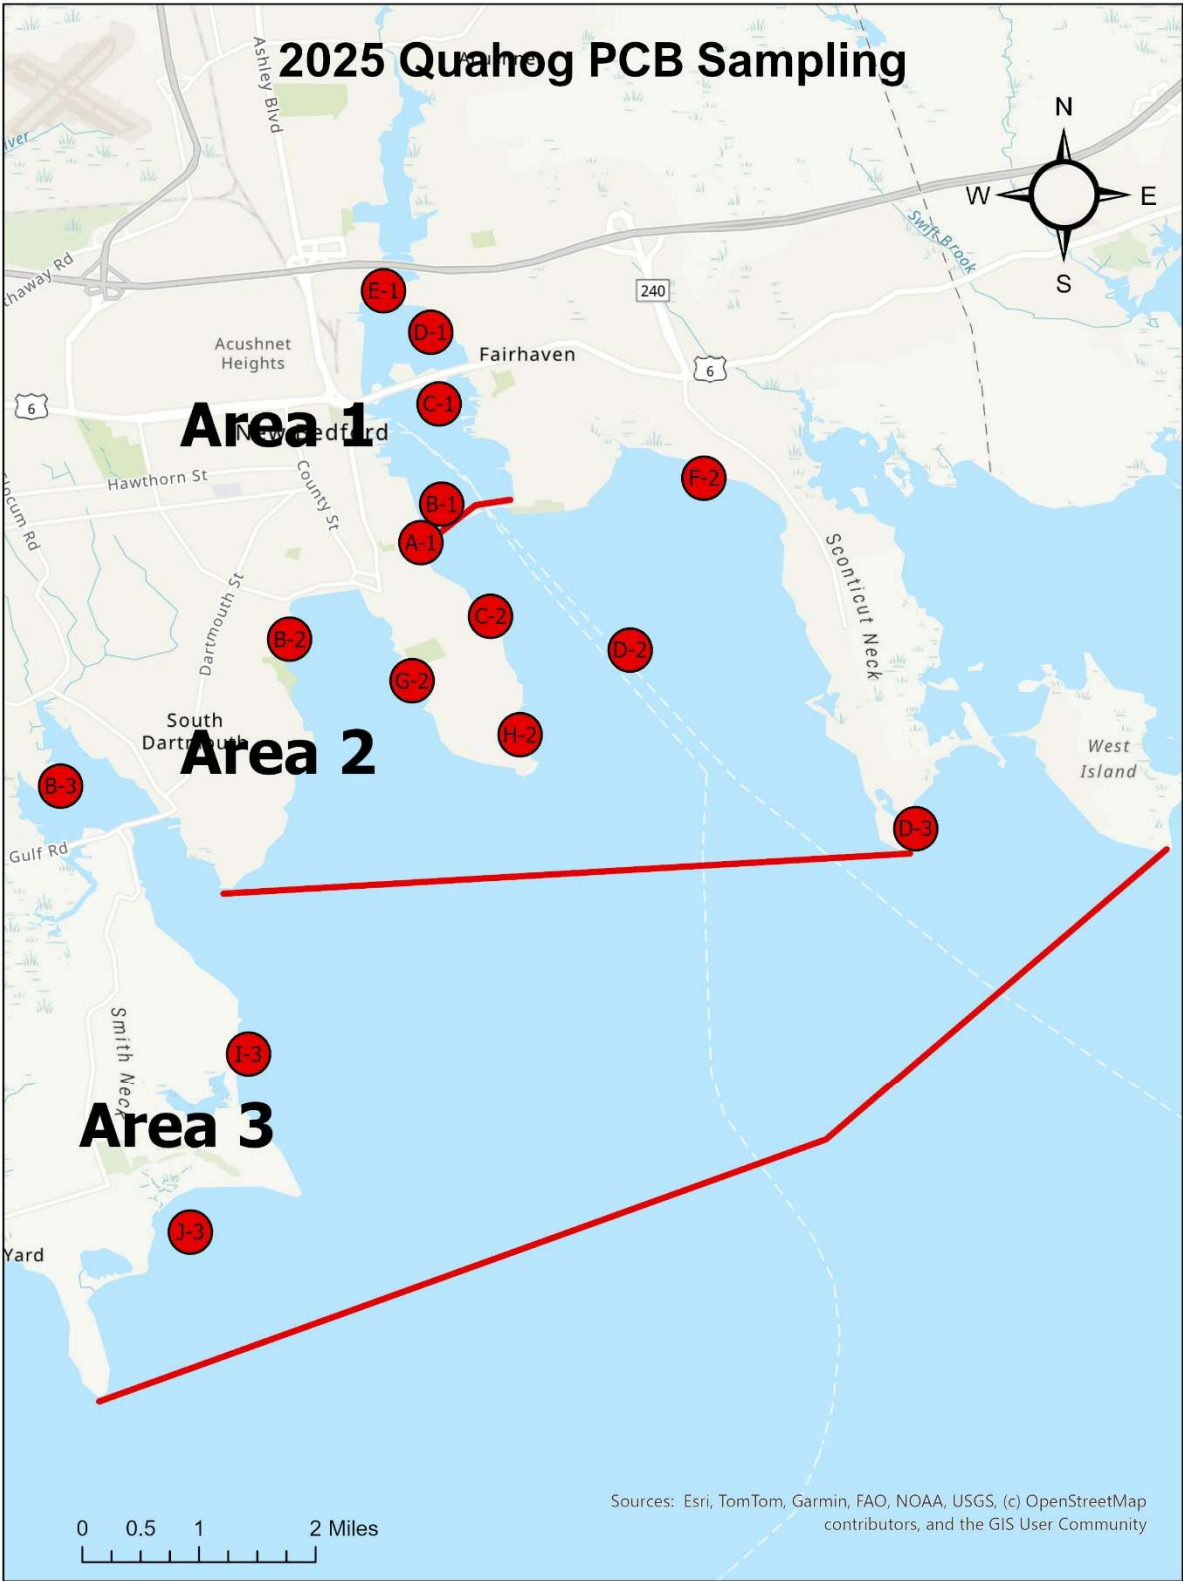 2025 Quahog PCB Sampling
Ashley Blvd
N
W
E
S
Swift Brook
240
E-1
D-1
Acushnet
Heights
Fairhaven
6
6
C-1
Area 1
New Bedford
Hawthorn St
County St
F-2
B-1
A-1
Sconticut Neck
Dartmouth St
C-2
B-2
D-2
G-2
South
Dartmouth
Area 2
H-2
West
Island
B-3
D-3
Gulf Rd
Smith Neck
I-3
Area 3
J-3
Yard
Sources: Esri, TomTom, Garmin, FAO, NOAA, USGS, (c) OpenStreetMap
contributors, and the GIS User Community
0 0.5 1 2 Miles